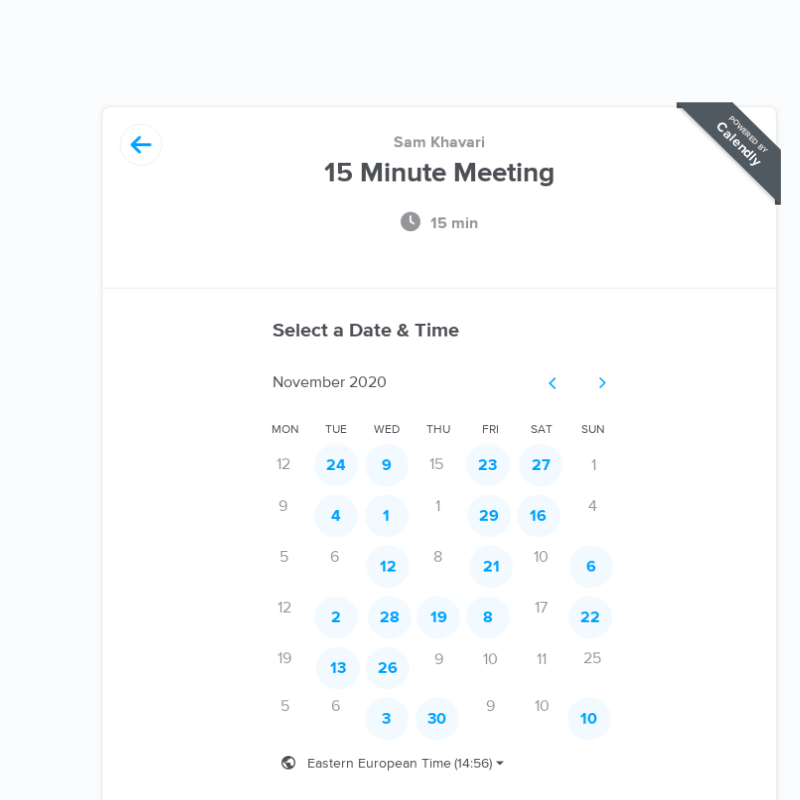 POWERED BY
Calendly
Sam Khavari
15 Minute Meeting
15 min
Select a Date & Time
November 2020
MON TUE WED THU FRI SAT SUN
12 24 9 15 23 27 1
9 4 1 1 29 16 4
5 6 12 8 21 10 6
12 2 28 19 8 17 22
19 13 26 9 10 11 25
5 6 3 30 9 10 10
Eastern European Time (14:56)